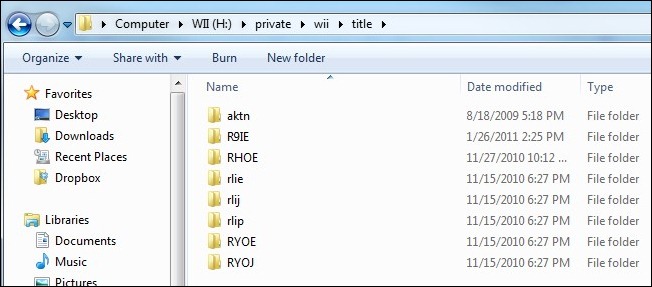 Computer WII (H:) private wii title
Organize Share with Burn New folder
Favorites
Desktop
Downloads
Recent Places
Dropbox
Libraries
Documents
Music
Pictures
Name Date modified Type
aktn 8/18/2009 5:18 PM File folder
R9IE 1/26/2011 2:25 PM File folder
RHOE 11/27/2010 10:12 ... File folder
rlie 11/15/2010 6:27 PM File folder
rlij 11/15/2010 6:27 PM File folder
rlip 11/15/2010 6:27 PM File folder
RYOE 11/15/2010 6:27 PM File folder
RYOJ 11/15/2010 6:27 PM File folder